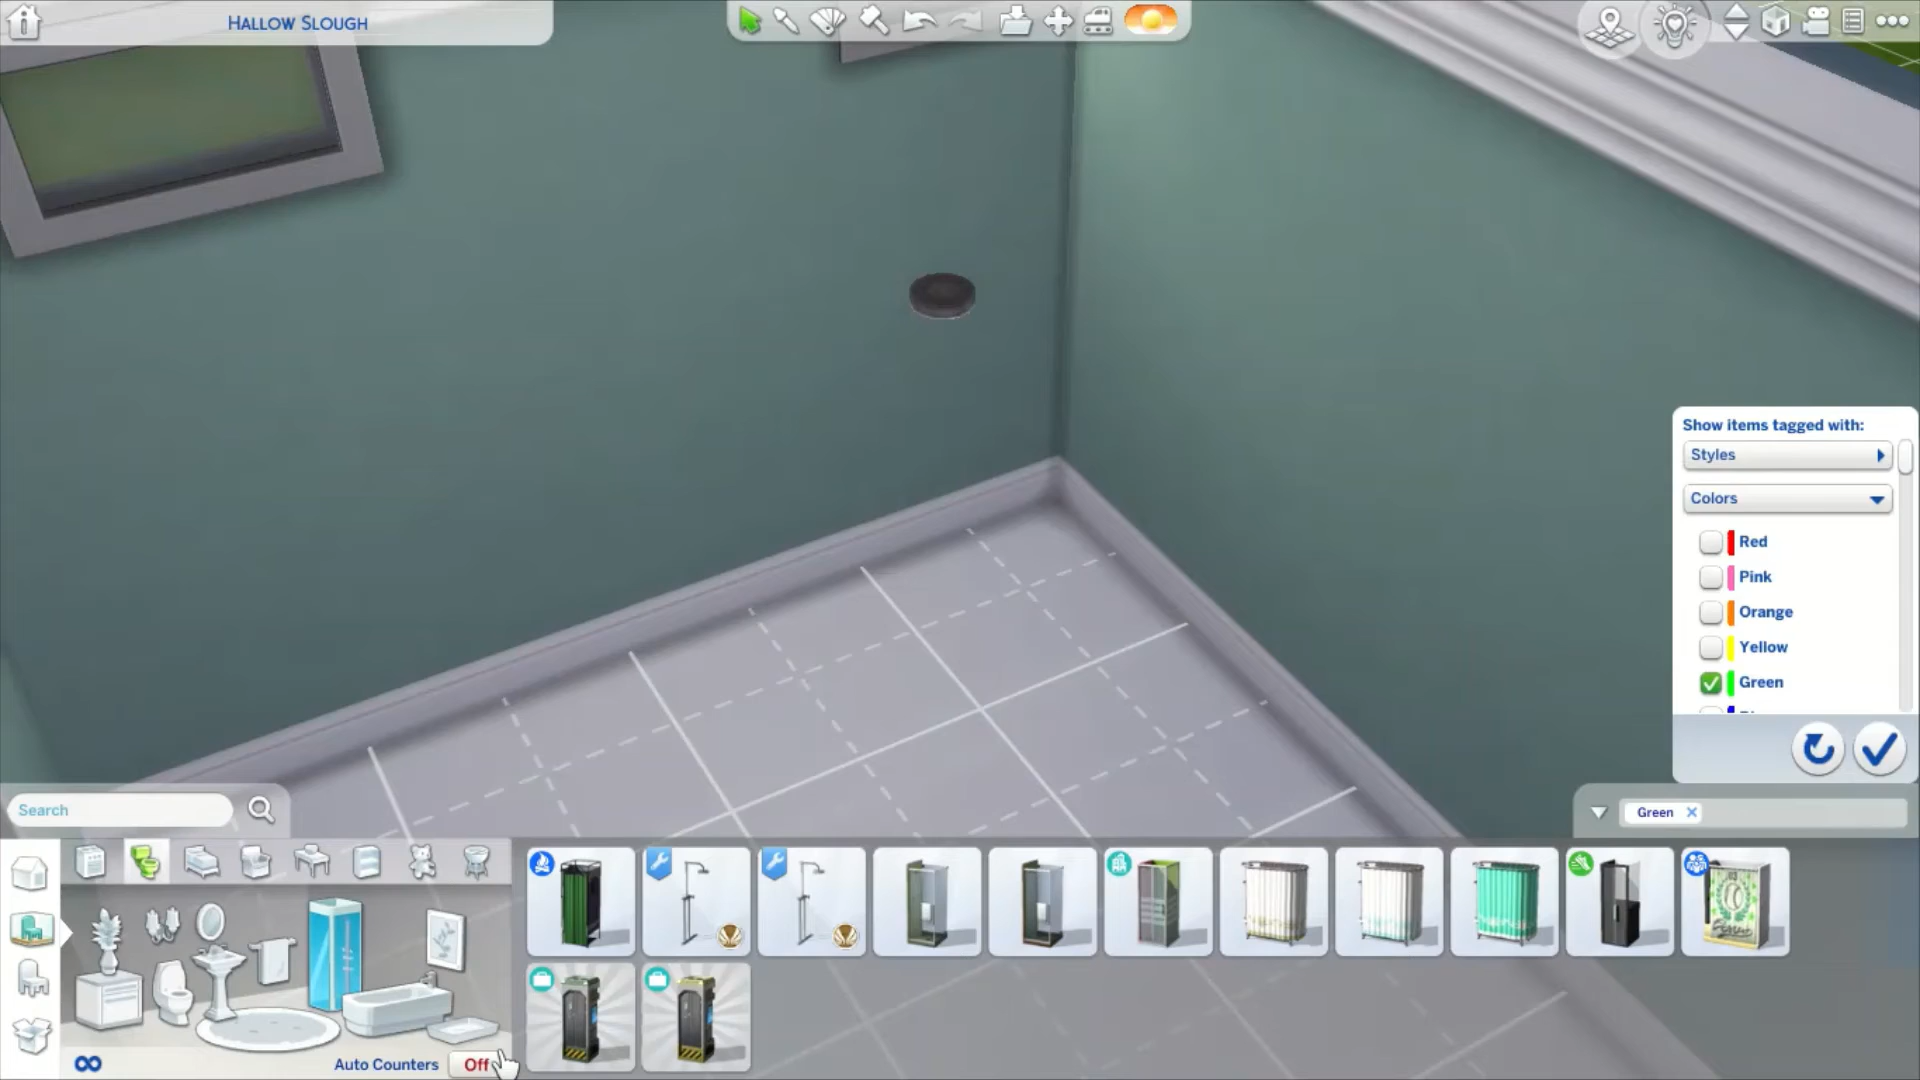 HALLOW SLOUGH
Show items tagged with:
Styles
Colors
Red
Pink
Orange
Yellow
Green
Search
Green
Auto Counters Off